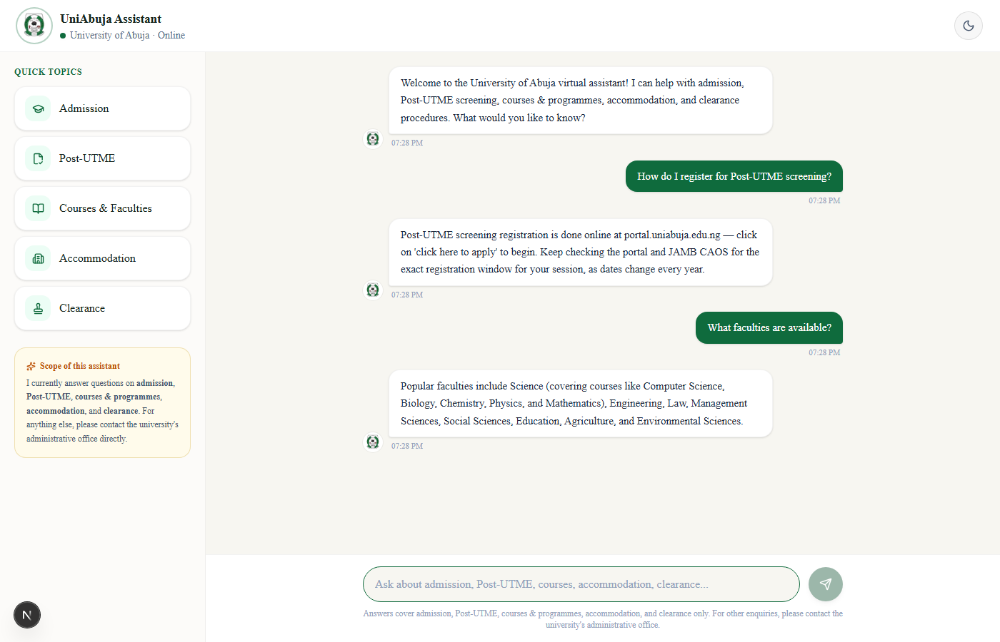 UniAbuja Assistant
University of Abuja · Online
QUICK TOPICS
Admission
Post-UTME
Courses & Faculties
Accommodation
Clearance
Scope of this assistant
I currently answer questions on admission,
Post-UTME, courses & programmes,
accommodation, and clearance. For
anything else, please contact the university's
administrative office directly.
N
Welcome to the University of Abuja virtual assistant! I can help with admission,
Post-UTME screening, courses & programmes, accommodation, and clearance
procedures. What would you like to know?
07:28 PM
How do I register for Post-UTME screening?
07:28 PM
Post-UTME screening registration is done online at portal.uniabuja.edu.ng — click
on 'click here to apply' to begin. Keep checking the portal and JAMB CAOS for the
exact registration window for your session, as dates change every year.
07:28 PM
What faculties are available?
07:28 PM
Popular faculties include Science (covering courses like Computer Science,
Biology, Chemistry, Physics, and Mathematics), Engineering, Law, Management
Sciences, Social Sciences, Education, Agriculture, and Environmental Sciences.
07:28 PM
Ask about admission, Post-UTME, courses, accommodation, clearance...
Answers cover admission, Post-UTME, courses & programmes, accommodation, and clearance only. For other enquiries, please contact the
university's administrative office.